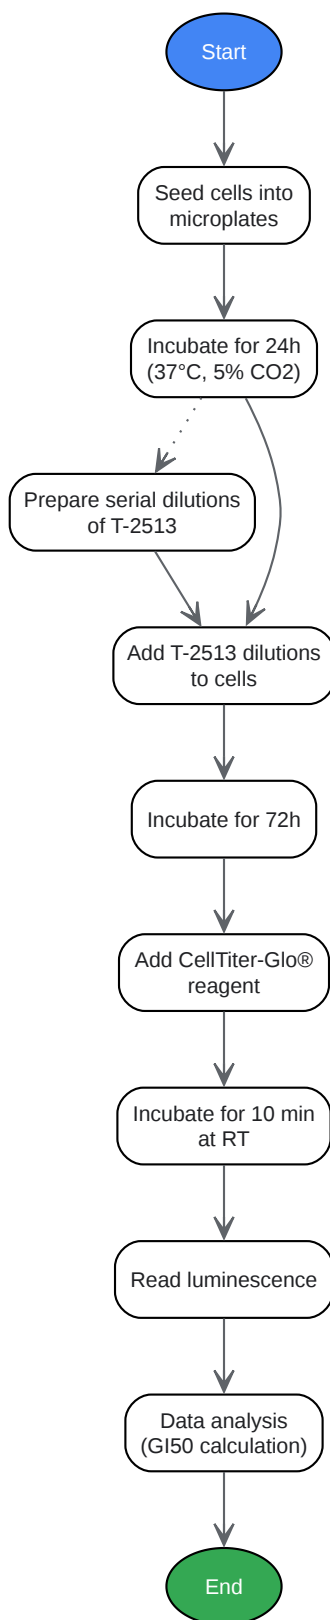 Start
Seed cells into
microplates
Incubate for 24h
(37°C, 5% CO2)
Prepare serial dilutions
of T-2513
Add T-2513 dilutions
to cells
Incubate for 72h
Add CellTiter-Glo®
reagent
Incubate for 10 min
at RT
Read luminescence
Data analysis
(GI50 calculation)
End